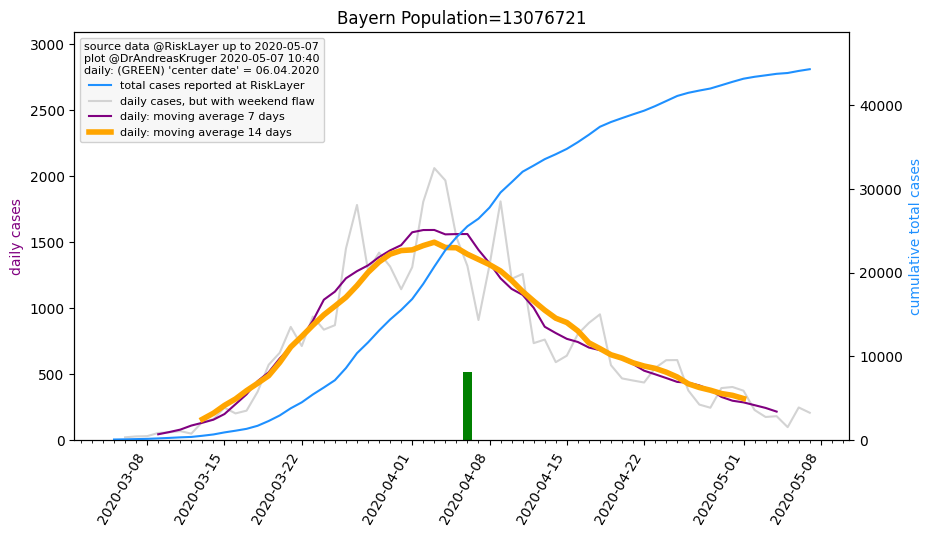 Bayern Population=13076721
source data @RiskLayer up to 2020-05-07
plot @DrAndreasKruger 2020-05-07 10:40
daily: (GREEN) 'center date' = 06.04.2020
total cases reported at RiskLayer
daily cases, but with weekend flaw
daily: moving average 7 days
daily: moving average 14 days
daily cases
3000
2500
2000
1500
1000
500
0
cumulative total cases
40000
30000
20000
10000
0
2020-03-08
2020-03-15
2020-03-22
2020-04-01
2020-04-08
2020-04-15
2020-04-22
2020-05-01
2020-05-08